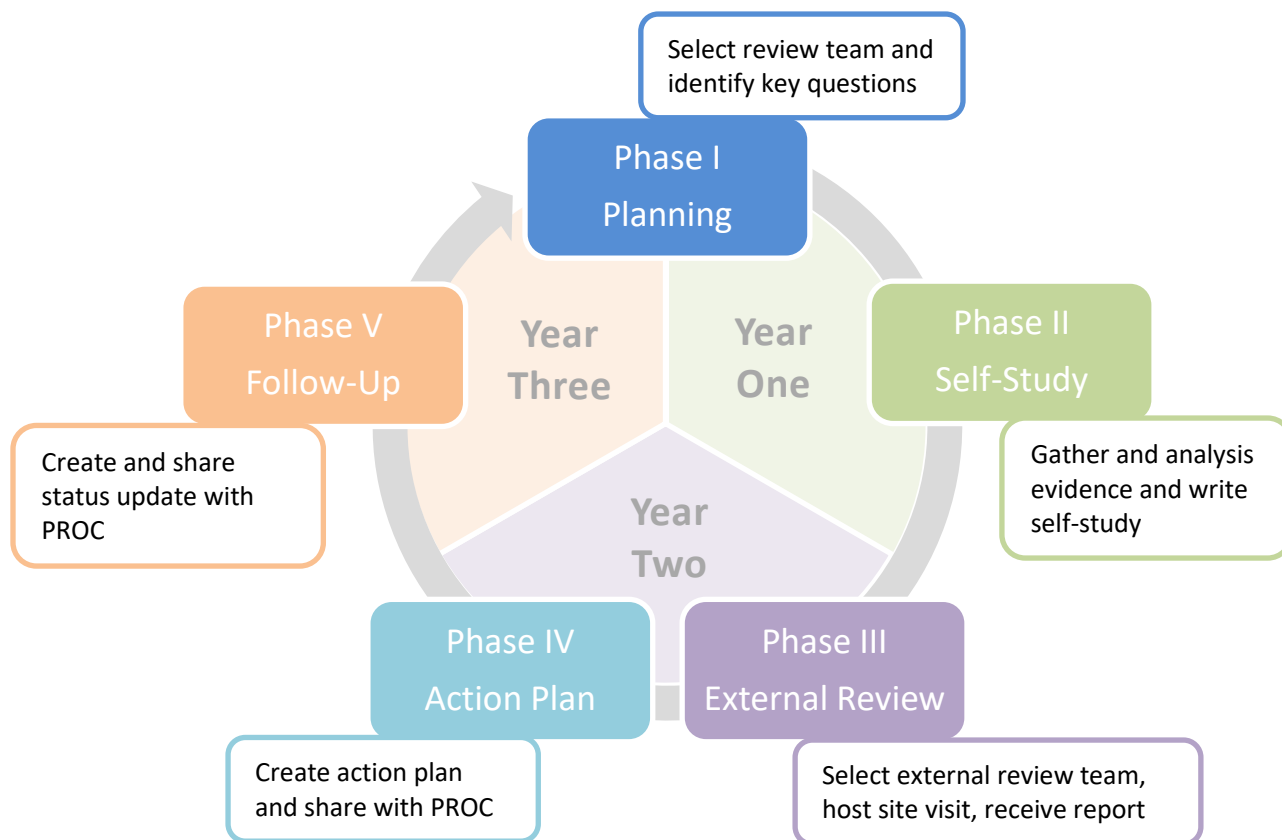 Select review team and
identify key questions
Phase I
Planning
Year
One
Phase II
Self-Study
Gather and analysis
evidence and write
self-study
Year
Two
Phase III
External Review
Select external review team,
host site visit, receive report
Phase IV
Action Plan
Create action plan
and share with PROC
Year
Three
Phase V
Follow-Up
Create and share
status update with
PROC